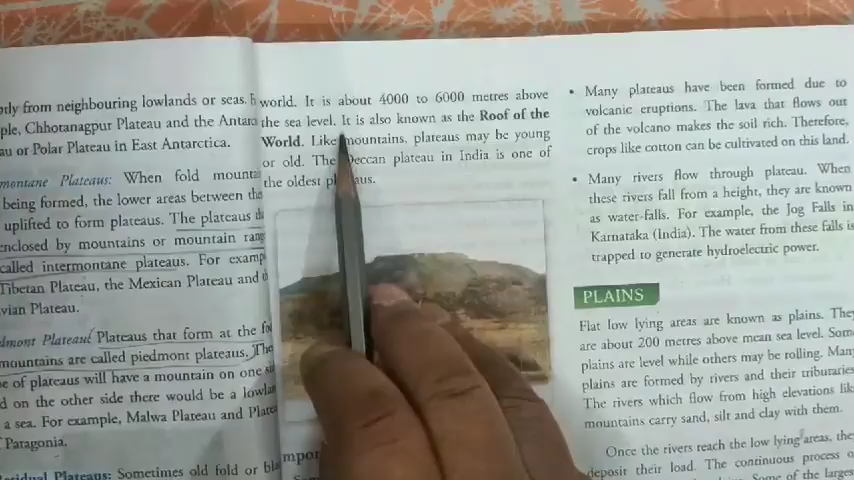 ptly from neighbouring lowlands or seas.
ple, Chhotanagpur Plateau and the
au or Polar Plateau in East Antarctica.
montane Plateaus: When fold
being formed, the lower areas between the
uplifted to form plateaus. The plateaus
enclosed by mountains or mountain
called intermontane plateaus. For
Tibetan Plateau, the Mexican Plateau and
vian Plateau.
dmont Plateau Plateaus that form at the
mountains are called piedmont plateaus. The
e of plateaus will have a mountain on one
d on the other side there would be a
a sea. For example, Malwa Plateau and
Patagonia.
sidual Plateaus: Sometimes old fold or
world. It is about 4000 to 6000 metres above
the sea level. It is also known as the Roof of the
World. Like mountains, plateaus may be young
or old. The Deccan plateau in India is one of
the oldest plateaus.
mpor
• Many plateaus have been formed due to
volcanic eruptions. The lava that flows out
of the volcano makes the soil rich. Therefore,
crops like cotton can be cultivated on this land.
• Many rivers flow through plateau. When
these rivers fall from a height, they are known
as water-falls. For example, the Jog Falls in
Karnataka (India). The water from these falls is
trapped to generate hydroelectric power.
PLAINS
Flat low lying areas are known as plains. They
are about 200 metres above mean sea level. Some
plains are level while others may be rolling. Many
plains are formed by rivers and their tributaries
The rivers which flow from high elevations like
mountains carry sand, silt and clay with them.
Once the rivers reach the low lying areas, the
deposit their load. The continuous process
Some of the larges